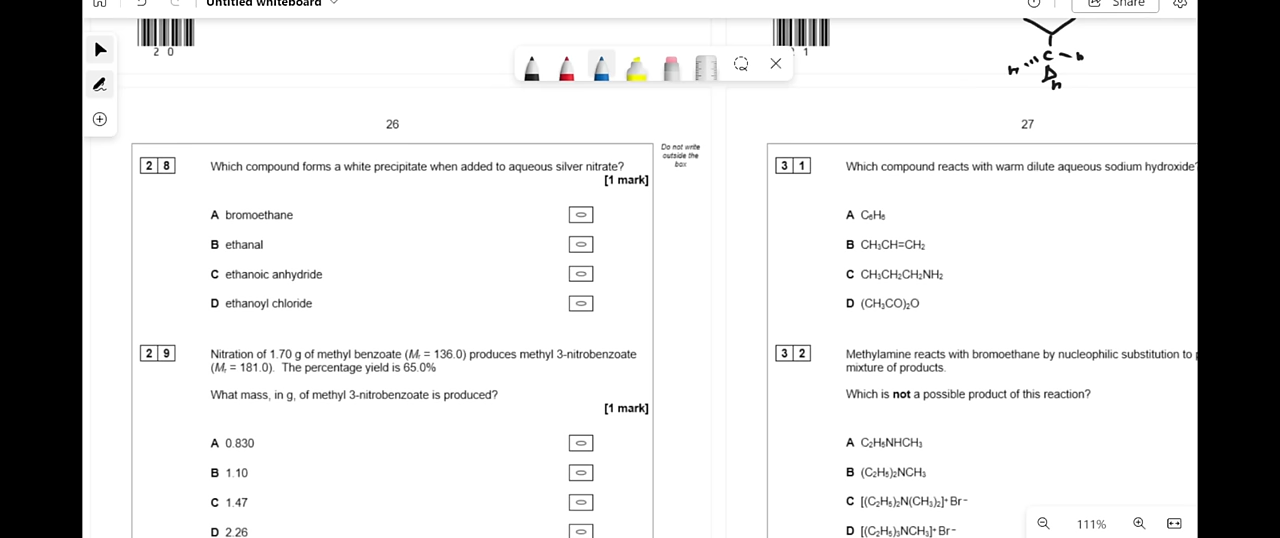 Untitled whiteboard
Share
2 0
1
26
Do not write
outside the
box
2 8
Which compound forms a white precipitate when added to aqueous silver nitrate?
[1 mark]
A bromoethane
B ethanal
C ethanoic anhydride
D ethanoyl chloride
2 9
Nitration of 1.70 g of methyl benzoate (Mᵣ = 136.0) produces methyl 3-nitrobenzoate
(Mᵣ = 181.0). The percentage yield is 65.0%
What mass, in g, of methyl 3-nitrobenzoate is produced?
[1 mark]
A 0.830
B 1.10
C 1.47
D 2.26
C
H
H
27
3 1
Which compound reacts with warm dilute aqueous sodium hydroxide?
A C₆H₆
B CH₃CH=CH₂
C CH₃CH₂CH₂NH₂
D (CH₃CO)₂O
3 2
Methylamine reacts with bromoethane by nucleophilic substitution to
mixture of products.
Which is not a possible product of this reaction?
A C₂H₅NHCH₃
B (C₂H₅)₂NCH₃
C [(C₂H₅)₂N(CH₃)₂]⁺Br⁻
D [(C₂H₅)₃NCH₃]⁺Br⁻
111%